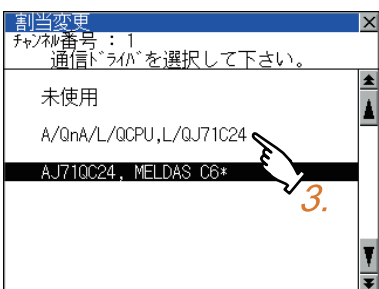 割当変更
ﾁｬﾝﾈﾙ番号 : 1
通信ﾄﾞﾗｲﾊﾞを選択して下さい。
未使用
A/QnA/L/QCPU,L/QJ71C24
AJ71QC24, MELDAS C6*
3.